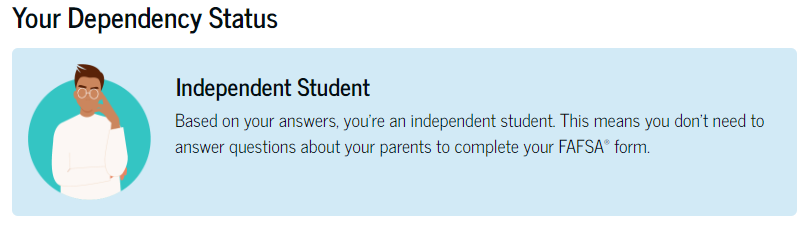 Your Dependency Status
Independent Student
Based on your answers, you're an independent student. This means you don't need to
answer questions about your parents to complete your FAFSA® form.